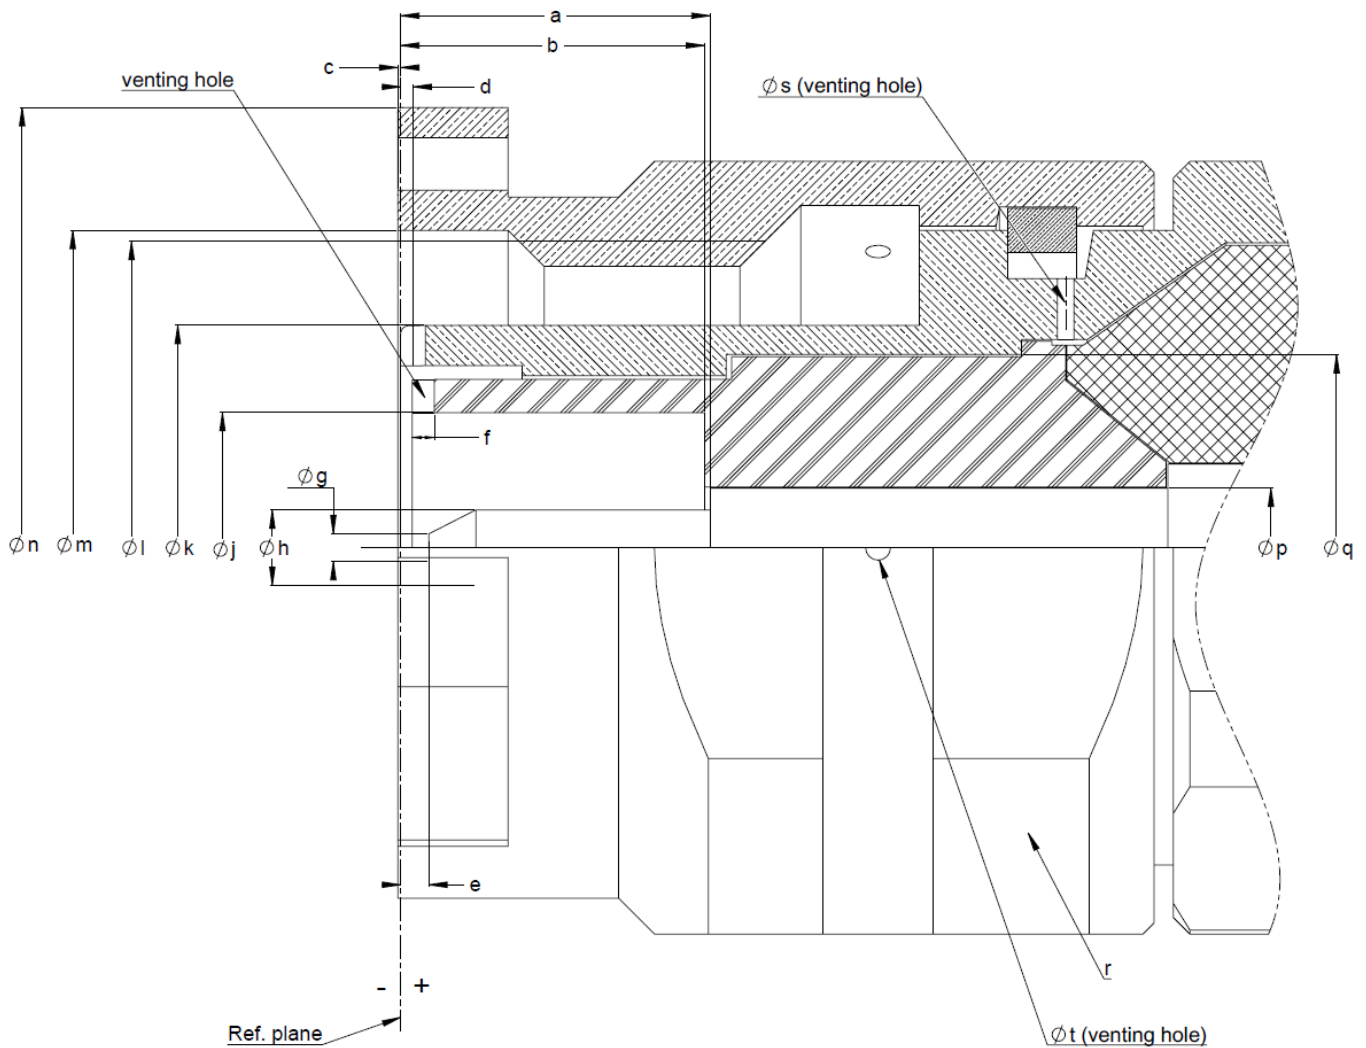 a
b
c
venting hole
d
⌀s (venting hole)
f
⌀g
⌀n
⌀m
⌀l
⌀k
⌀j
⌀h
⌀p
⌀q
e
r
- +
Ref. plane
⌀t (venting hole)